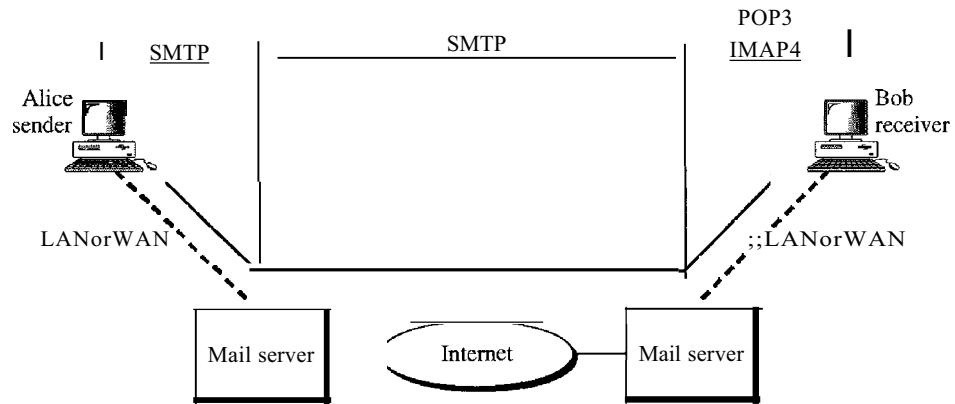 POP3
SMTP
SMTP
IMAP4
Alice
sender
Bob
receiver
LANorWAN
;;LANorWAN
Mail server
Internet
Mail server